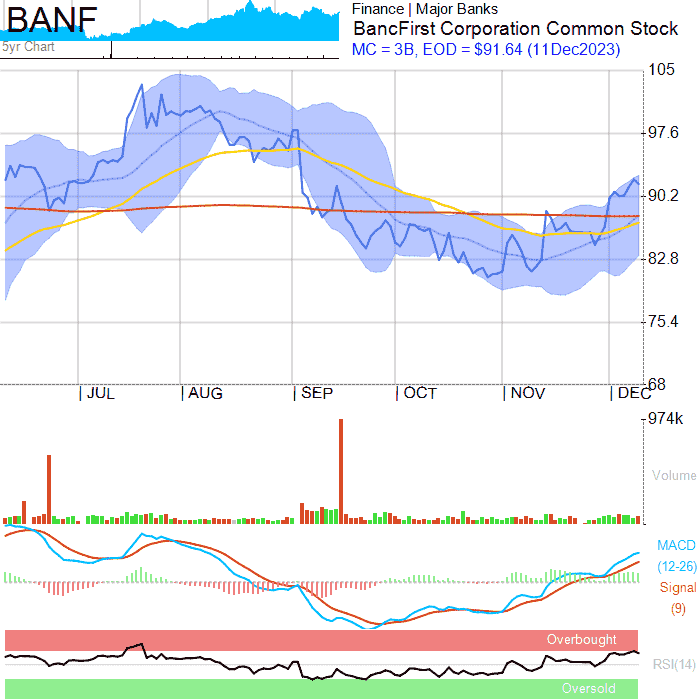 BANF
5yr Chart
Finance | Major Banks
BancFirst Corporation Common Stock
MC = 3B, EOD = $91.64 (11Dec2023)
105
97.6
90.2
82.8
75.4
68
JUL AUG SEP OCT NOV DEC
974k
Volume
MACD
(12-26)
Signal
(9)
Overbought
RSI(14)
Oversold